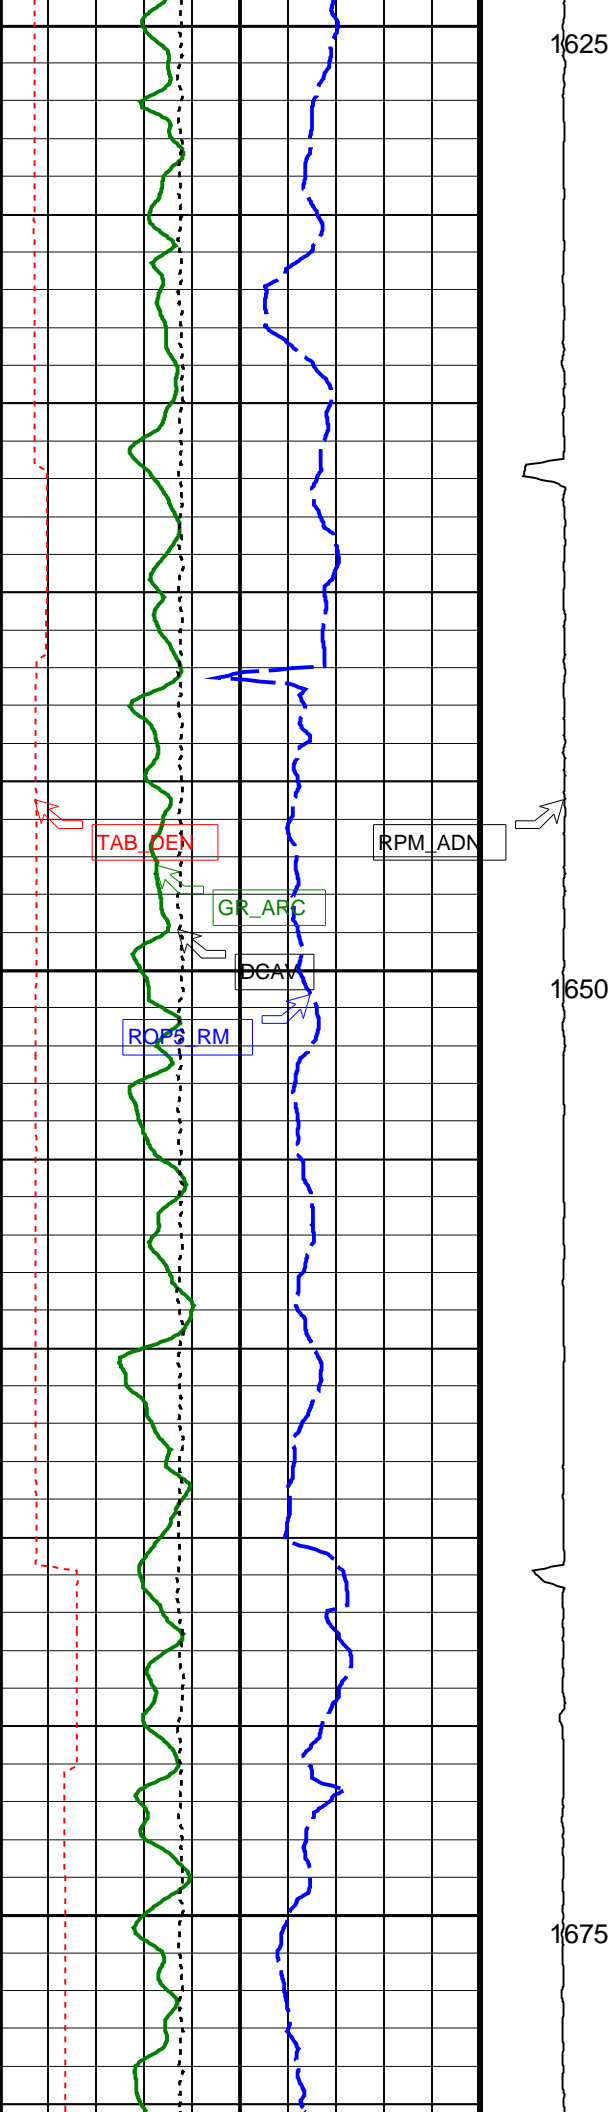 1625
TAB_DEN
RPM_ADN
GR_ARC
DCAV
1650
ROP5_RM
1675